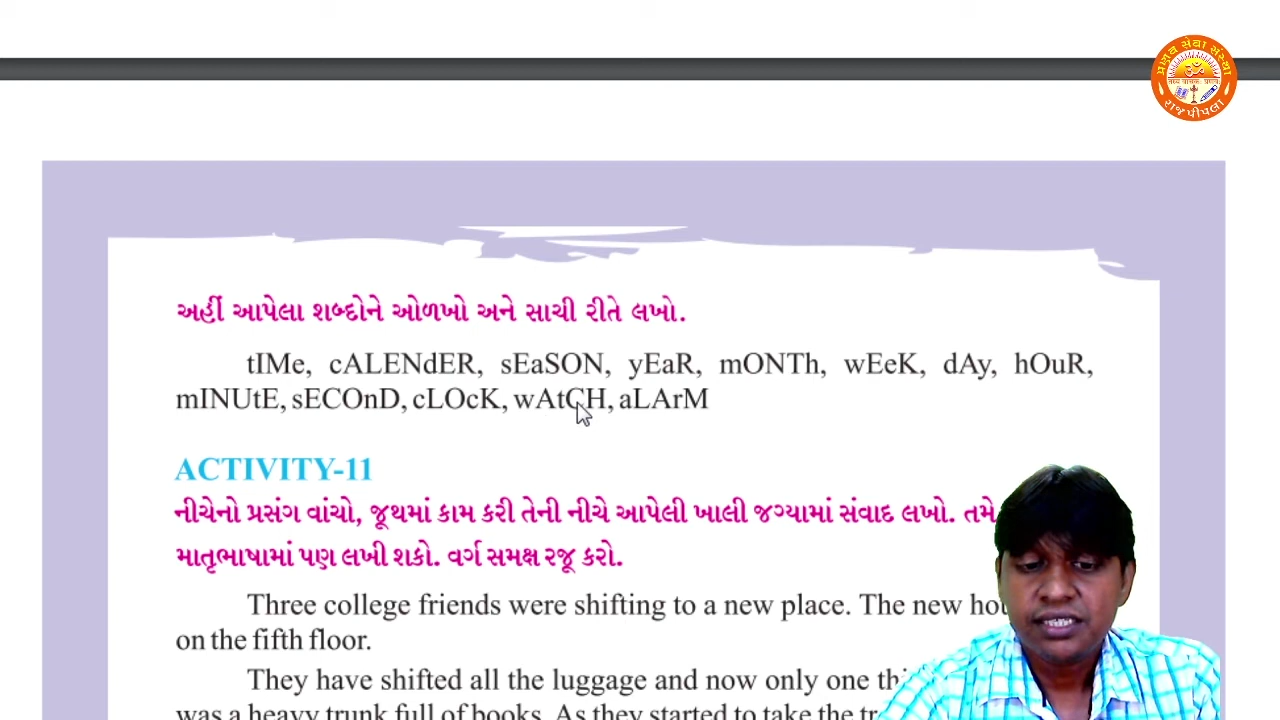 પ્રણવ સેવા સંસ્થા
રાજપીપલા
અહીં આપેલા શબ્દોને ઓળખો અને સાચી રીતે લખો.
tIMe, cALENdER, sEaSON, yEaR, mONTh, wEeK, dAy, hOuR,
mINUtE, sECOnD, cLOcK, wAtCH, aLArM
ACTIVITY-11
નીચેનો પ્રસંગ વાંચો, જૂથમાં કામ કરી તેની નીચે આપેલી ખાલી જગ્યામાં સંવાદ લખો. તમે
માતૃભાષામાં પણ લખી શકો. વર્ગ સમક્ષ રજૂ કરો.
Three college friends were shifting to a new place. The new
on the fifth floor.
They have shifted all the luggage and now only one
was a heavy trunk full of books. As they started to take the